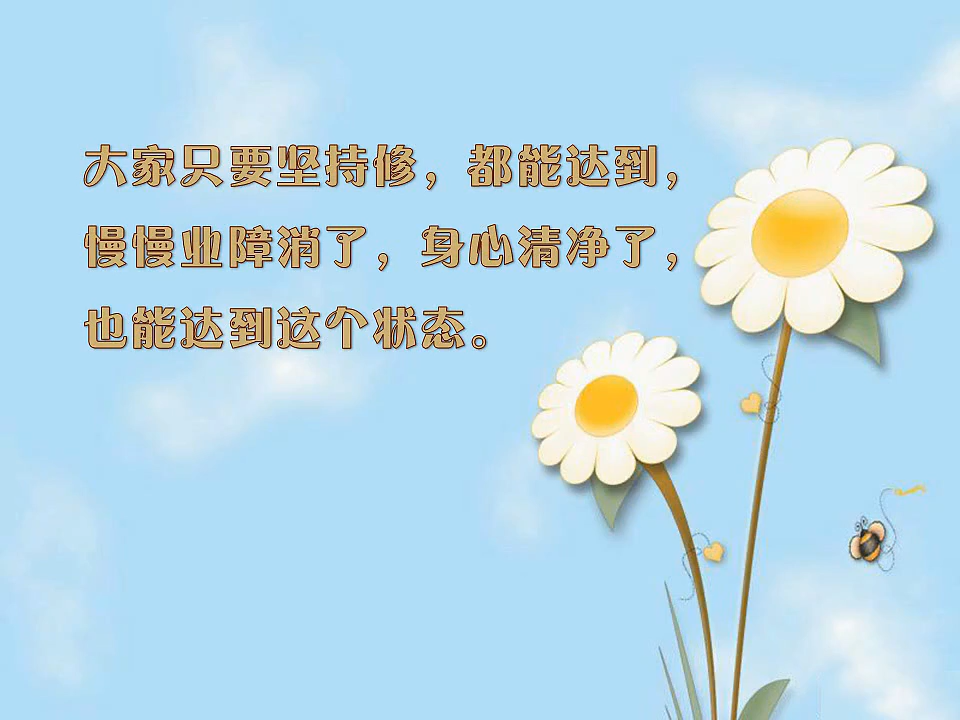 大家只要坚持修，都能达到，
慢慢业障消了，身心清净了，
也能达到这个状态。